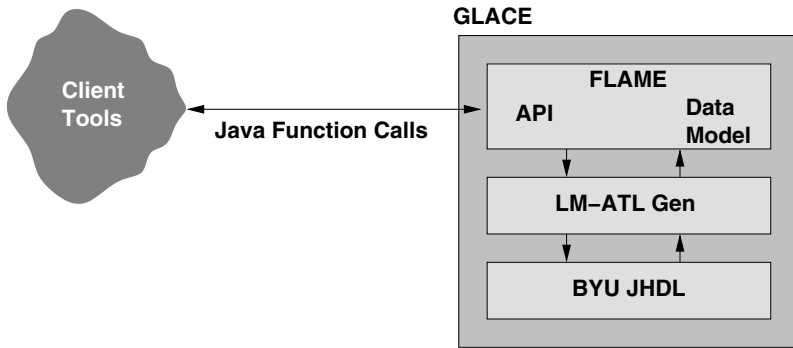 GLACE
Client
Tools
Java Function Calls
FLAME
API
Data
Model
LM−ATL Gen
BYU JHDL